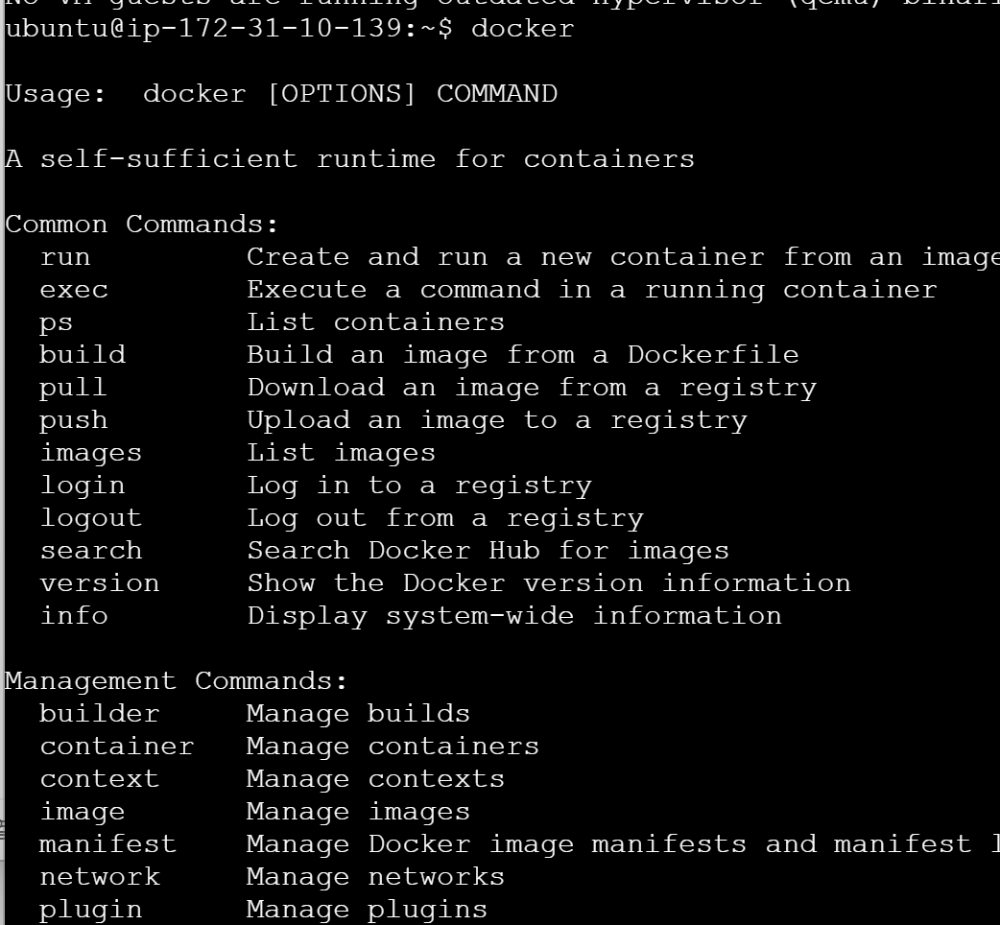 No VM guests are running outdated hypervisor (qemu)
ubuntu@ip-172-31-10-139:~$ docker
Usage:  docker [OPTIONS] COMMAND
A self-sufficient runtime for containers
Common Commands:
  run         Create and run a new container from an image
  exec        Execute a command in a running container
  ps          List containers
  build       Build an image from a Dockerfile
  pull        Download an image from a registry
  push        Upload an image to a registry
  images      List images
  login       Log in to a registry
  logout      Log out from a registry
  search      Search Docker Hub for images
  version     Show the Docker version information
  info        Display system-wide information
Management Commands:
  builder     Manage builds
  container   Manage containers
  context     Manage contexts
  image       Manage images
  manifest    Manage Docker image manifests and manifest
  network     Manage networks
  plugin      Manage plugins